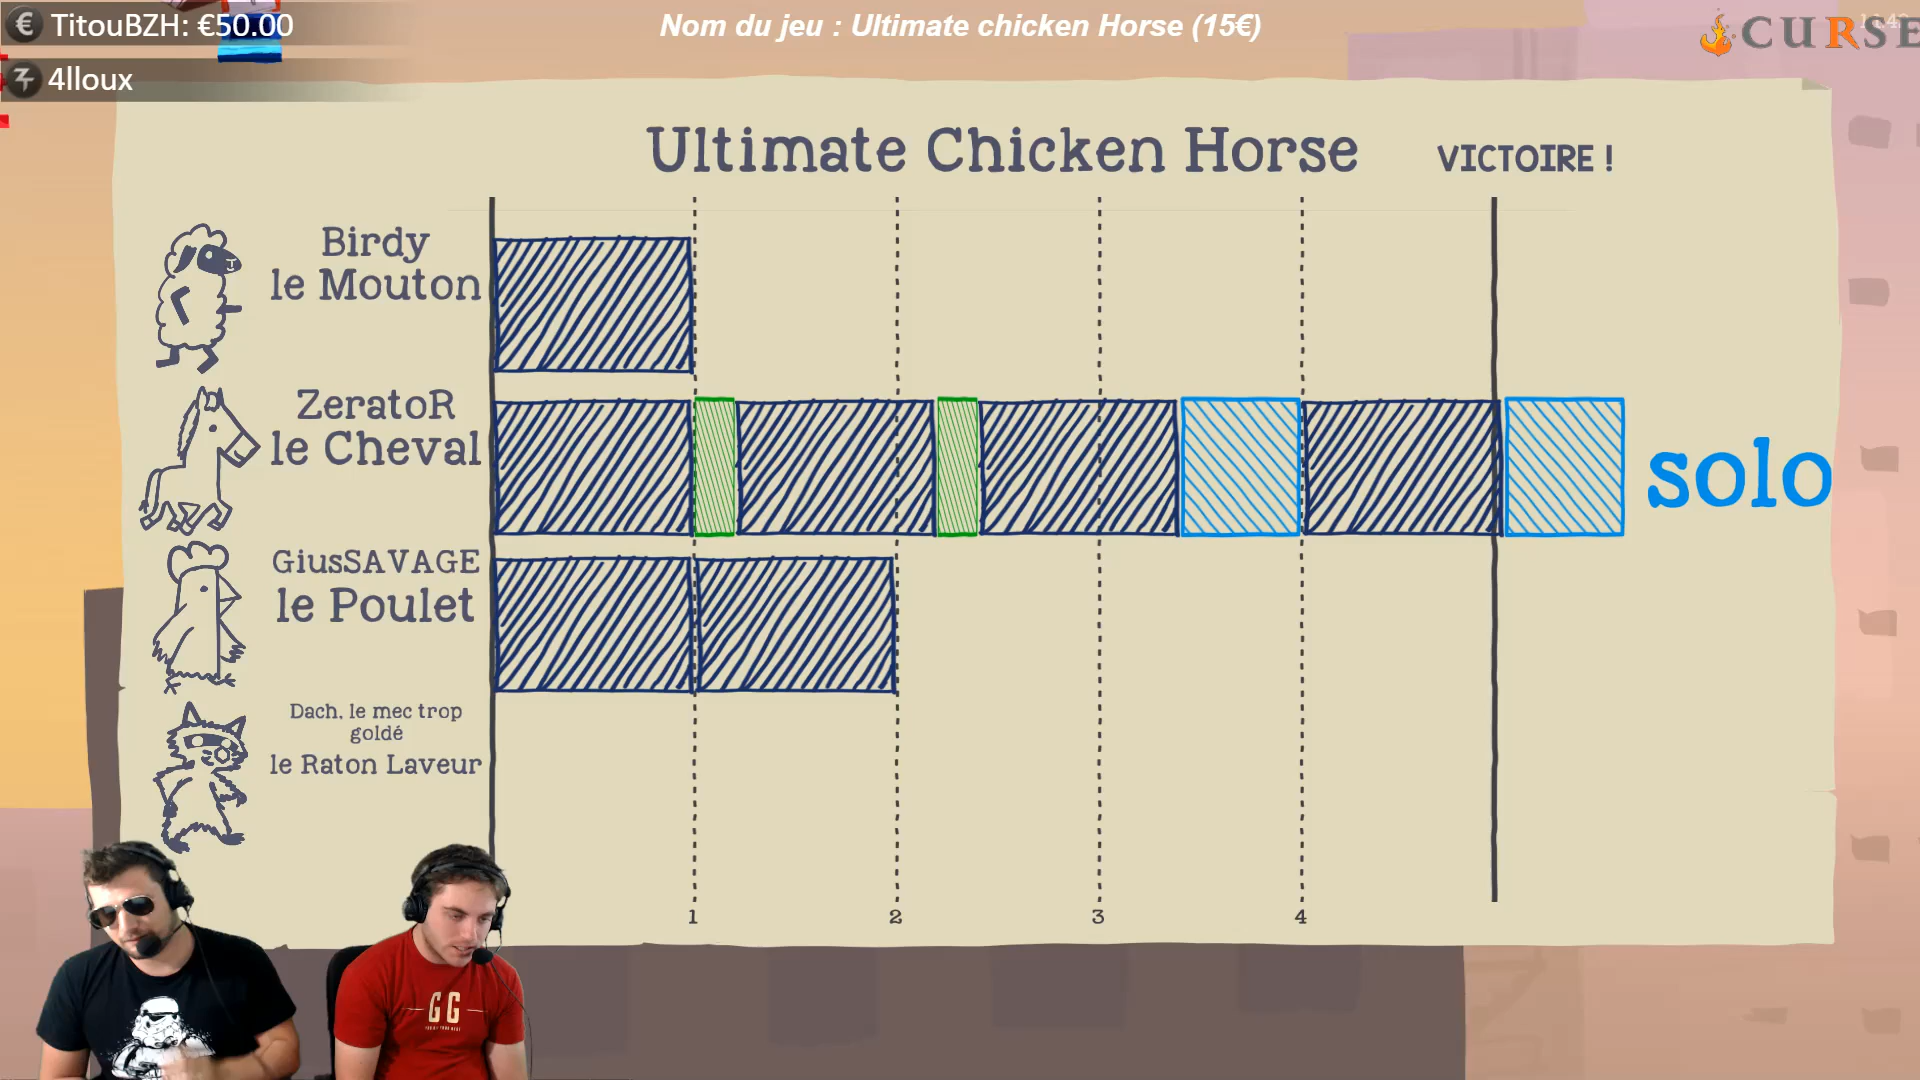 TitouBZH: €50.00
4lloux
Nom du jeu : Ultimate chicken Horse (15€)
CURSE
Ultimate Chicken Horse
VICTOIRE !
Birdy
le Mouton
ZeratoR
le Cheval
solo
GiusSAVAGE
le Poulet
Dach, le mec trop
goldé
le Raton Laveur
1
2
3
4
GG